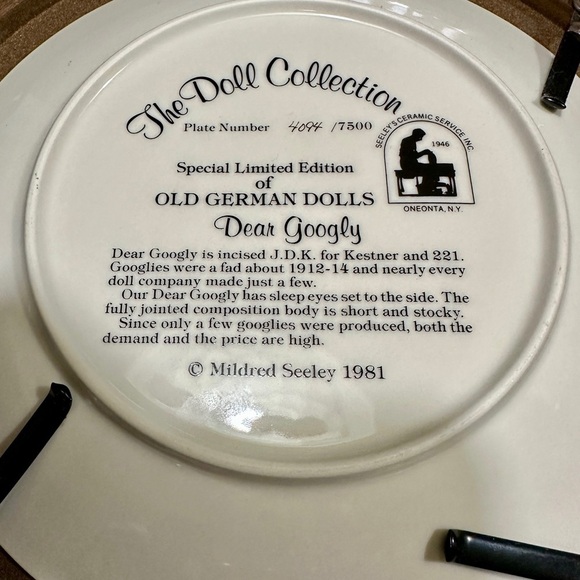 The Doll Collection
Plate Number 4094 /7500
SEELEY'S CERAMIC SERVICE INC
1946
ONEONTA, N.Y.
Special Limited Edition
of
OLD GERMAN DOLLS
Dear Googly
Dear Googly is incised J.D.K. for Kestner and 221.
Googlies were a fad about 1912-14 and nearly every
doll company made just a few.
Our Dear Googly has sleep eyes set to the side. The
fully jointed composition body is short and stocky.
Since only a few googlies were produced, both the
demand and the price are high.
© Mildred Seeley 1981